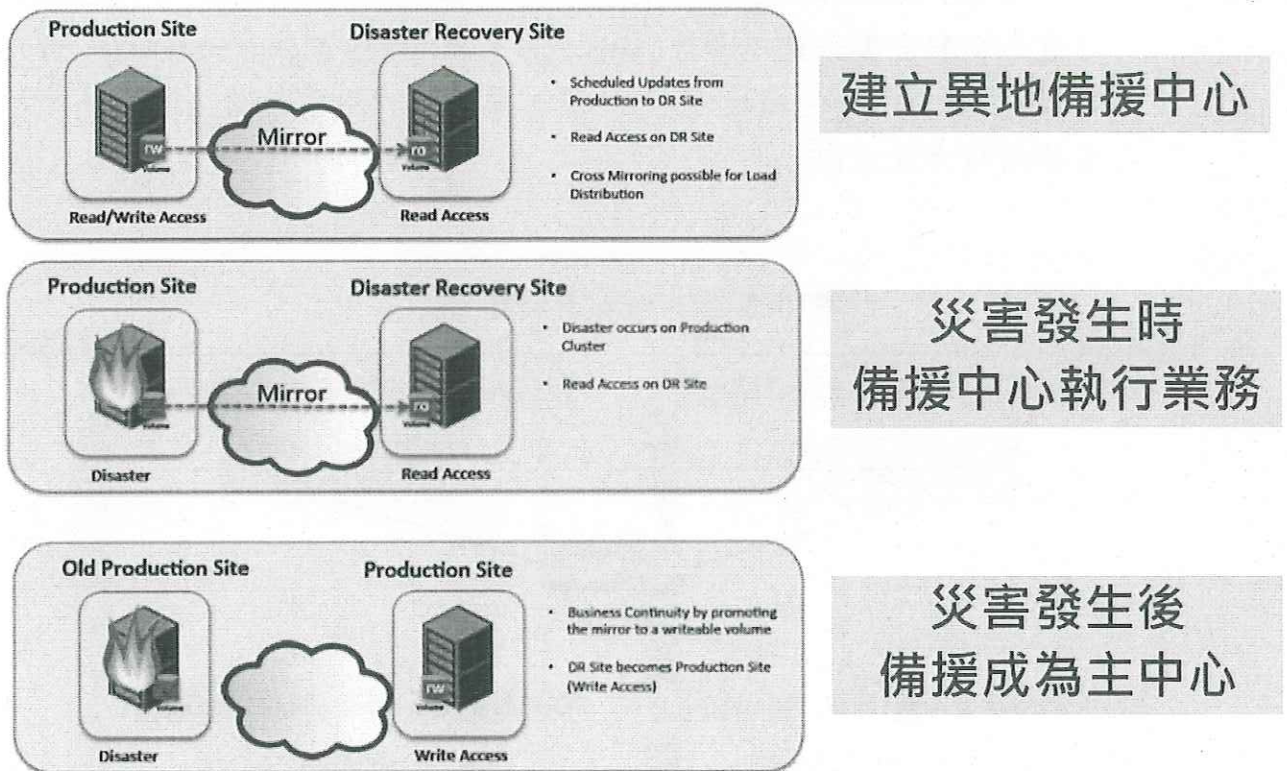 Production Site
Disaster Recovery Site
Mirror
rw
Volume
ro
Volume
Read/Write Access
Read Access
• Scheduled Updates from
Production to DR Site
• Read Access on DR Site
• Cross Mirroring possible for Load
Distribution
建立異地備援中心
Production Site
Disaster Recovery Site
Mirror
Volume
ro
Volume
Disaster
Read Access
• Disaster occurs on Production
Cluster
• Read Access on DR Site
災害發生時
備援中心執行業務
Old Production Site
Production Site
Volume
rw
Volume
Disaster
Write Access
• Business Continuity by promoting
the mirror to a writeable volume
• DR Site becomes Production Site
(Write Access)
災害發生後
備援成為主中心